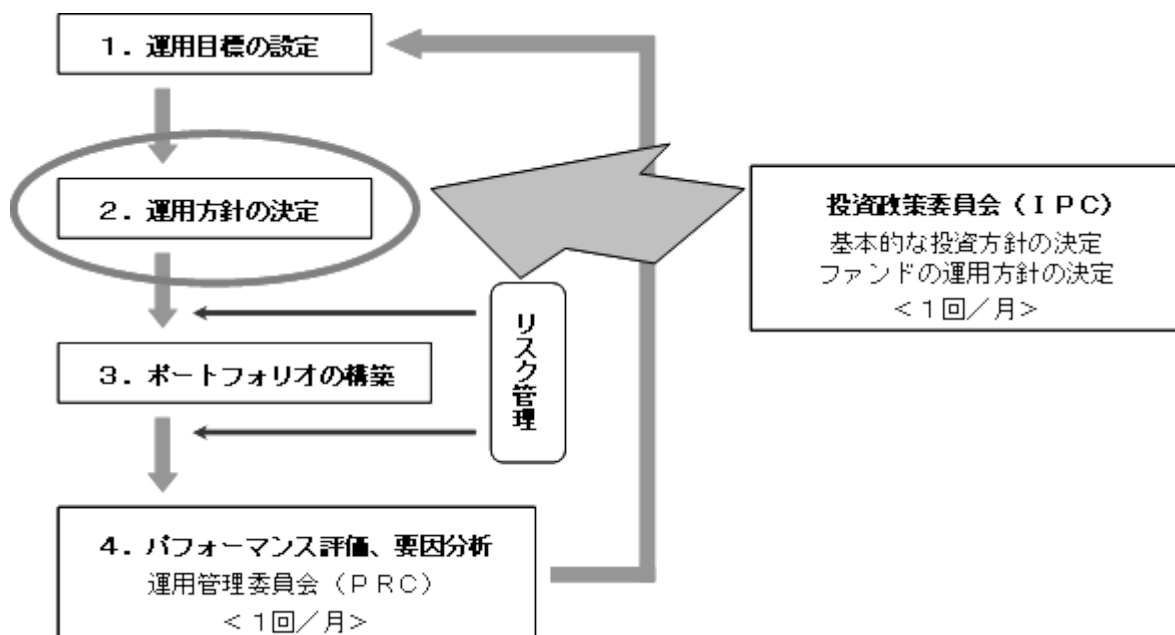 １．運用目標の設定
２．運用方針の決定
投資政策委員会（ＩＰＣ）
基本的な投資方針の決定
ファンドの運用方針の決定
＜１回／月＞
リスク管理
３．ポートフォリオの構築
４．パフォーマンス評価、要因分析
運用管理委員会（ＰＲＣ）
＜１回／月＞